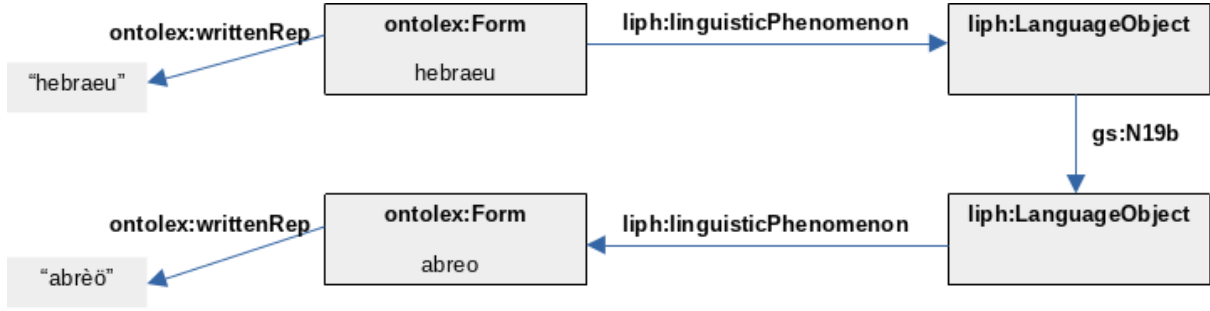 ontolex:writtenRep
ontolex:Form
liph:linguisticPhenomenon
liph:LanguageObject
“hebraeu”
hebraeu
gs:N19b
ontolex:writtenRep
ontolex:Form
liph:linguisticPhenomenon
liph:LanguageObject
“abrèö”
abreo